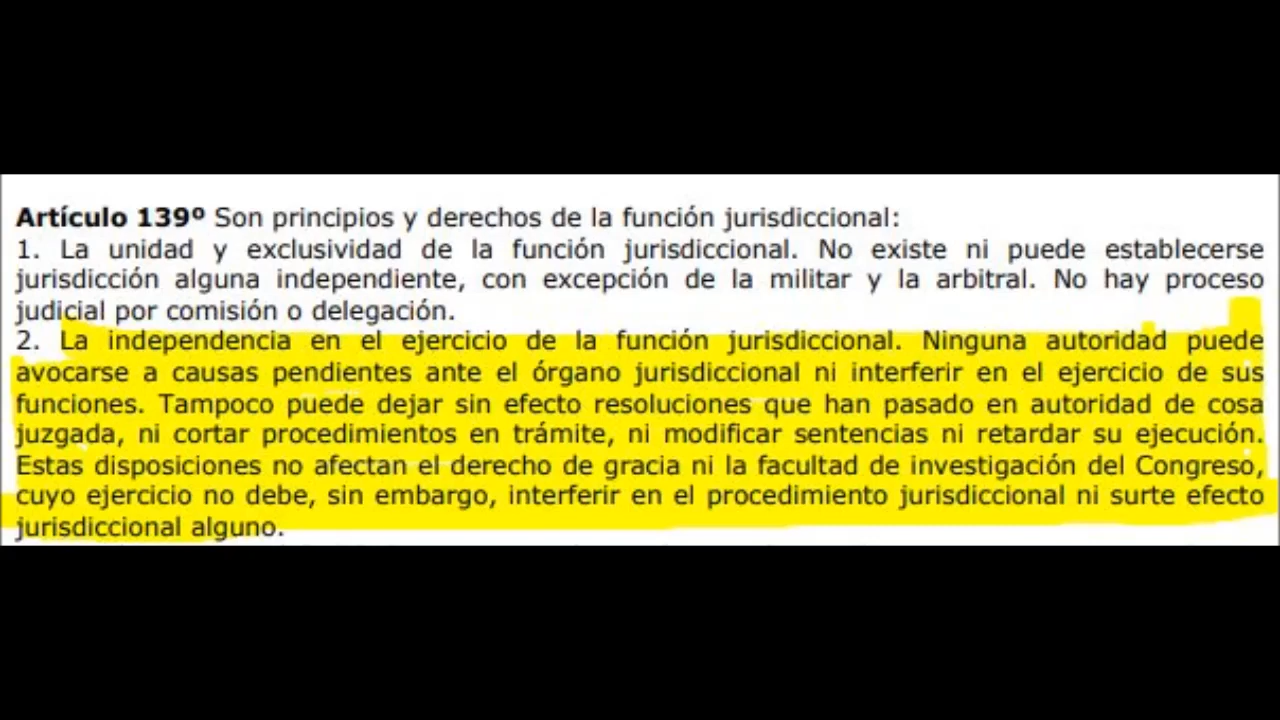 Artículo 139º Son principios y derechos de la función jurisdiccional:
1. La unidad y exclusividad de la función jurisdiccional. No existe ni puede establecerse
jurisdicción alguna independiente, con excepción de la militar y la arbitral. No hay proceso
judicial por comisión o delegación.
2. La independencia en el ejercicio de la función jurisdiccional. Ninguna autoridad puede
avocarse a causas pendientes ante el órgano jurisdiccional ni interferir en el ejercicio de sus
funciones. Tampoco puede dejar sin efecto resoluciones que han pasado en autoridad de cosa
juzgada, ni cortar procedimientos en trámite, ni modificar sentencias ni retardar su ejecución.
Estas disposiciones no afectan el derecho de gracia ni la facultad de investigación del Congreso,
cuyo ejercicio no debe, sin embargo, interferir en el procedimiento jurisdiccional ni surte efecto
jurisdiccional alguno.